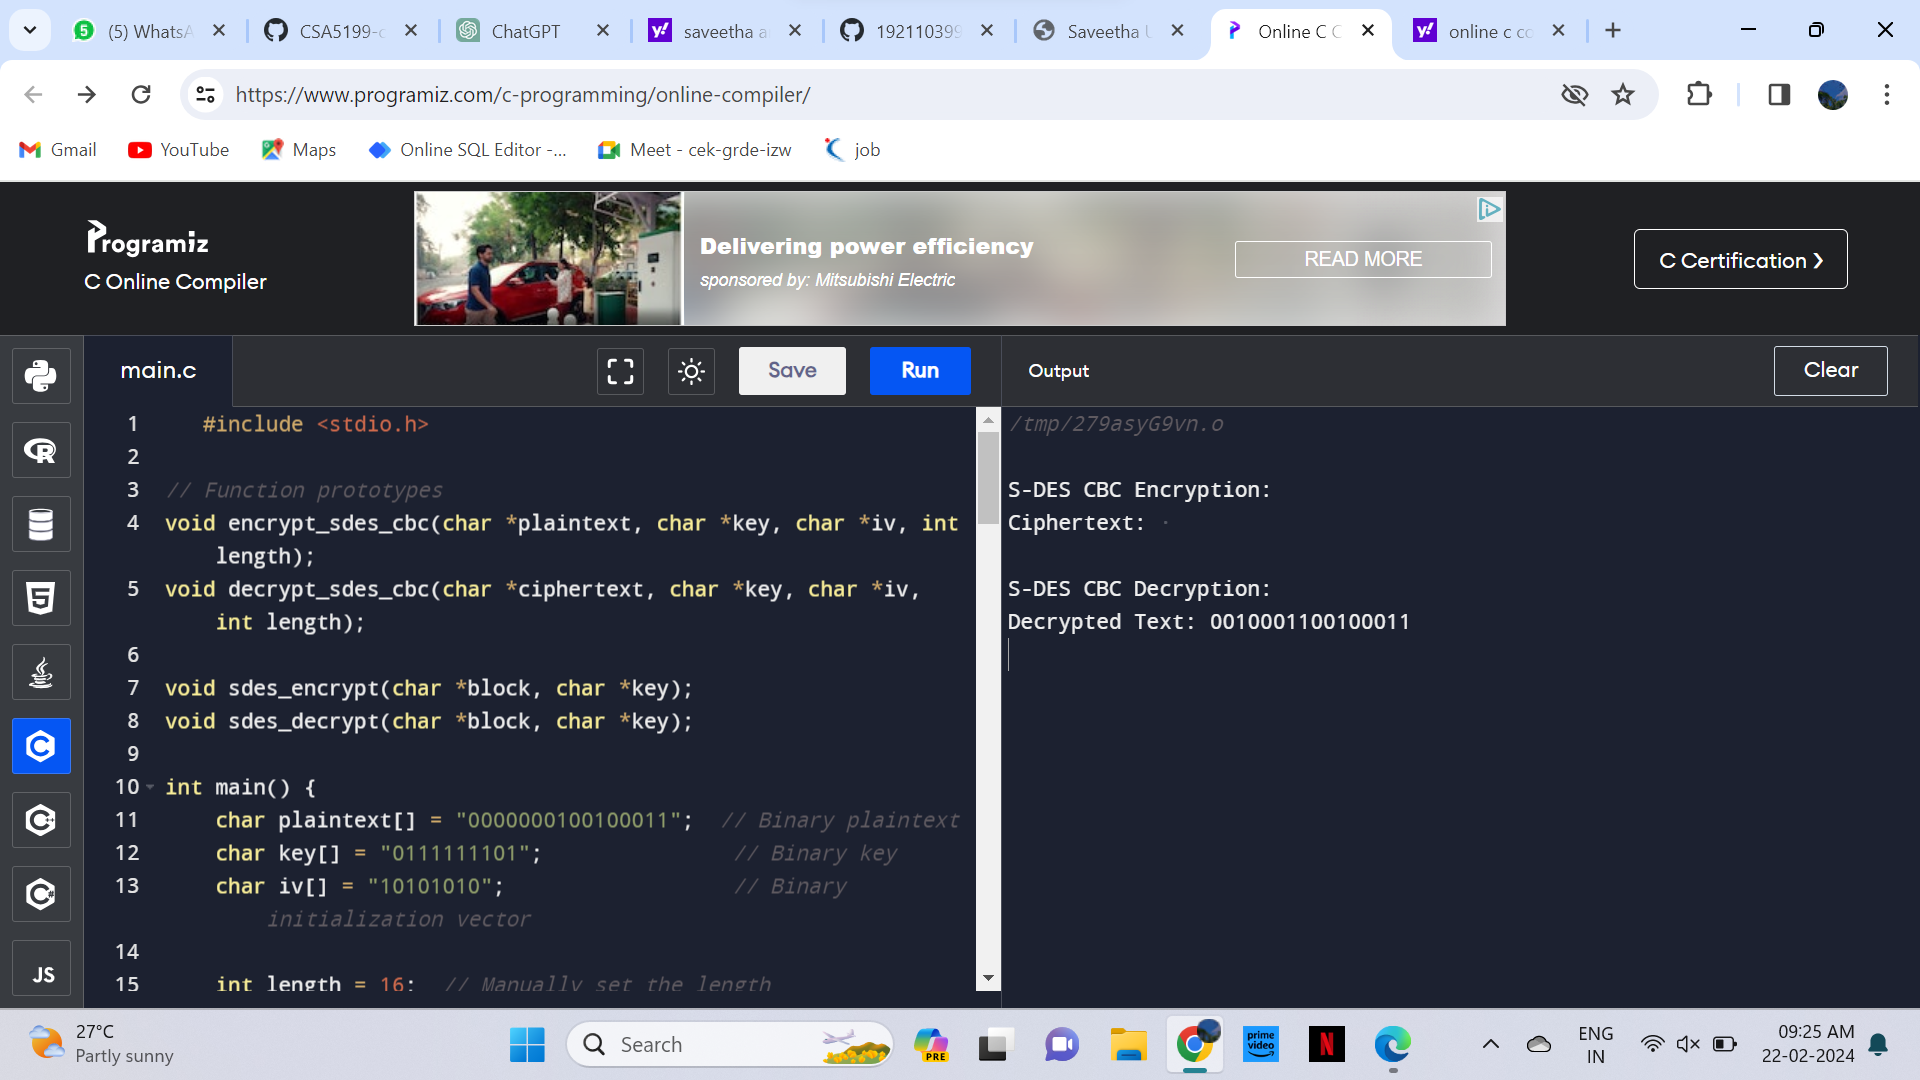 (5) WhatsA
CSA5199-c
ChatGPT
saveetha a
192110399
Saveetha U
Online C C
online c co
https://www.programiz.com/c-programming/online-compiler/
Gmail
YouTube
Maps
Online SQL Editor -...
Meet - cek-grde-izw
job
Programiz
C Online Compiler
Delivering power efficiency
sponsored by: Mitsubishi Electric
READ MORE
C Certification ❯
main.c
Save
Run
Output
Clear
1 #include <stdio.h>
2
3 // Function prototypes
4 void encrypt_sdes_cbc(char *plaintext, char *key, char *iv, int
length);
5 void decrypt_sdes_cbc(char *ciphertext, char *key, char *iv,
int length);
6
7 void sdes_encrypt(char *block, char *key);
8 void sdes_decrypt(char *block, char *key);
9
10 int main() {
11 char plaintext[] = "0000000100100011"; // Binary plaintext
12 char key[] = "0111111101"; // Binary key
13 char iv[] = "10101010"; // Binary
initialization vector
14
15 int length = 16; // Manually set the length
/tmp/279asyG9vn.o
S-DES CBC Encryption:
Ciphertext:
S-DES CBC Decryption:
Decrypted Text: 0010001100100011
JS
27°C
Partly sunny
Search
PRE
prime
video
N
ENG
IN
09:25 AM
22-02-2024